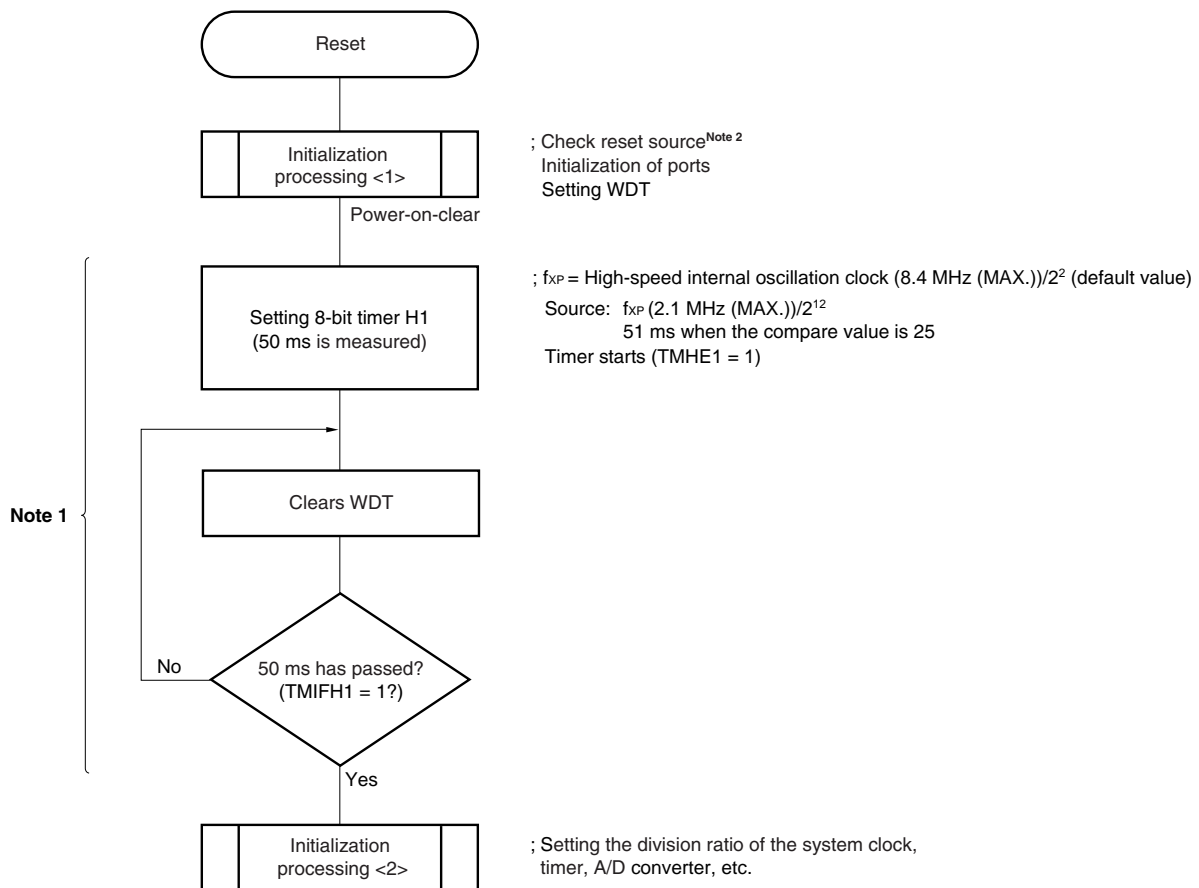 Reset
Initialization
processing <1>
; Check reset sourceNote 2
Initialization of ports
Setting WDT
Power-on-clear
Setting 8-bit timer H1
(50 ms is measured)
; fXP = High-speed internal oscillation clock (8.4 MHz (MAX.))/2² (default value)
Source: fXP (2.1 MHz (MAX.))/2¹²
51 ms when the compare value is 25
Timer starts (TMHE1 = 1)
Note 1
Clears WDT
No
50 ms has passed?
(TMIFH1 = 1?)
Yes
Initialization
processing <2>
; Setting the division ratio of the system clock,
timer, A/D converter, etc.